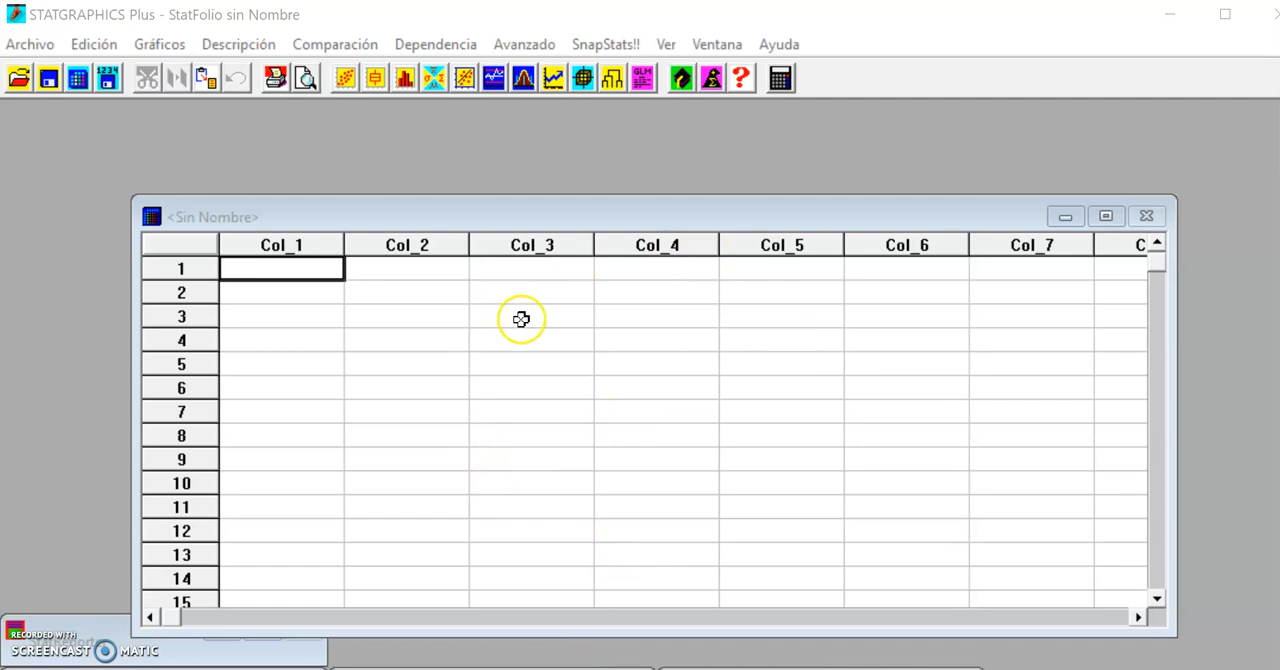 STATGRAPHICS Plus - StatFolio sin Nombre
Archivo Edición Gráficos Descripción Comparación Dependencia Avanzado SnapStats!! Ver Ventana Ayuda
1234
GLM
?
<Sin Nombre>
Col_1 Col_2 Col_3 Col_4 Col_5 Col_6 Col_7 C
1
2
3
4
5
6
7
8
9
10
11
12
13
14
15
RECORDED WITH
SCREENCAST MATIC